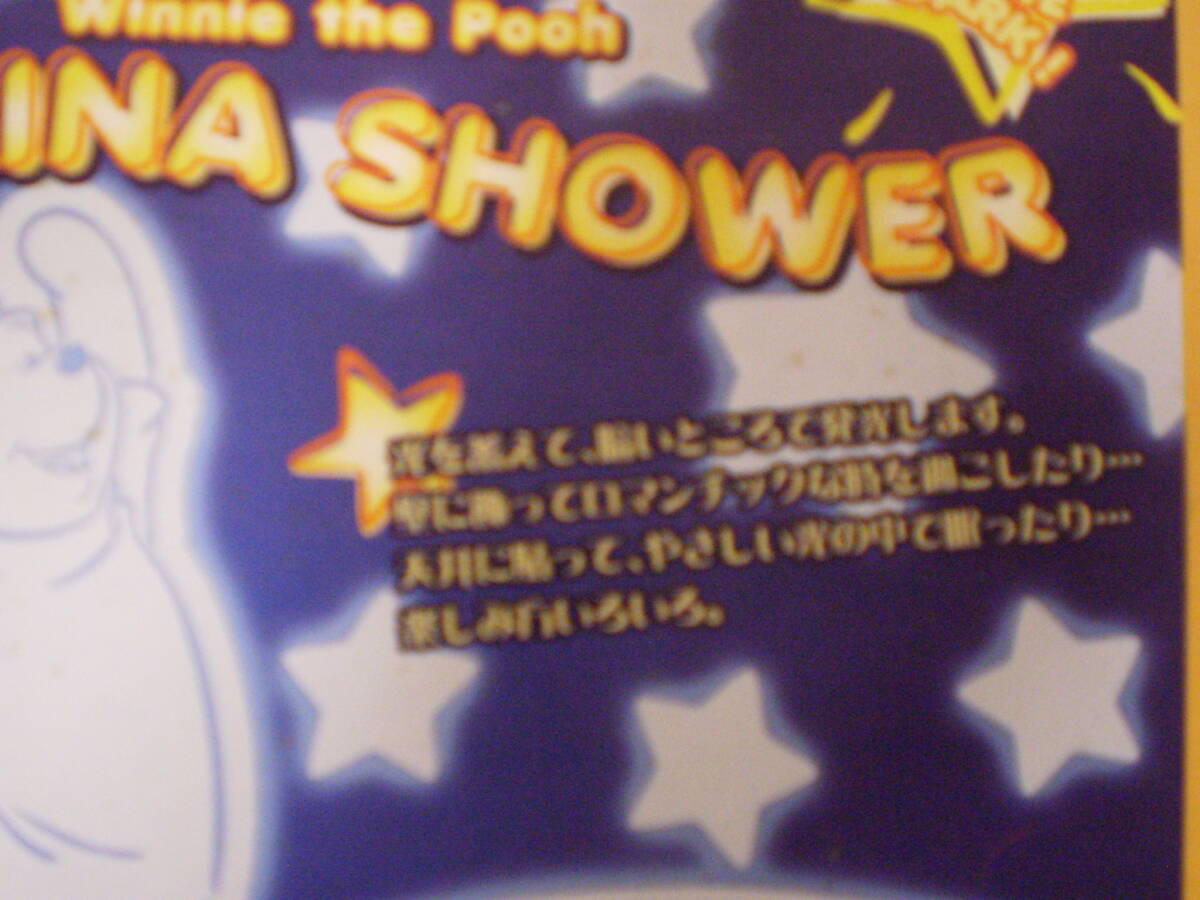 Winnie the Pooh
ARK!
INA SHOWER
光を蓄えて、暗いところで発光します。
壁に飾ってロマンチックな時を過ごしたり…
天井に貼って、やさしい光の中で眠ったり…
楽しみ方いろいろ。